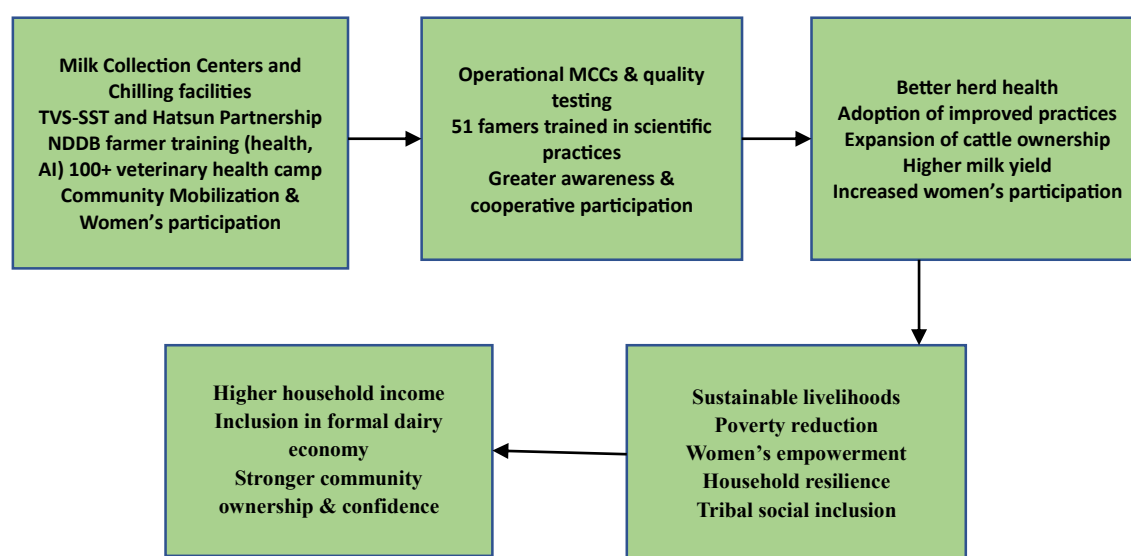 Milk Collection Centers and
Chilling facilities
TVS-SST and Hatsun Partnership
NDDB farmer training (health,
AI) 100+ veterinary health camp
Community Mobilization &
Women's participation
Operational MCCs & quality
testing
51 famers trained in scientific
practices
Greater awareness &
cooperative participation
Better herd health
Adoption of improved practices
Expansion of cattle ownership
Higher milk yield
Increased women's participation
Sustainable livelihoods
Poverty reduction
Women's empowerment
Household resilience
Tribal social inclusion
Higher household income
Inclusion in formal dairy
economy
Stronger community
ownership & confidence